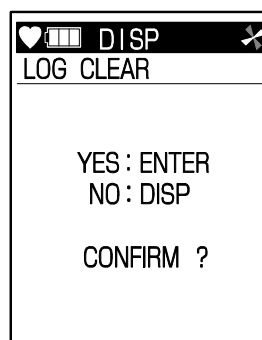 DISP
LOG CLEAR
YES : ENTER
NO : DISP
CONFIRM ?